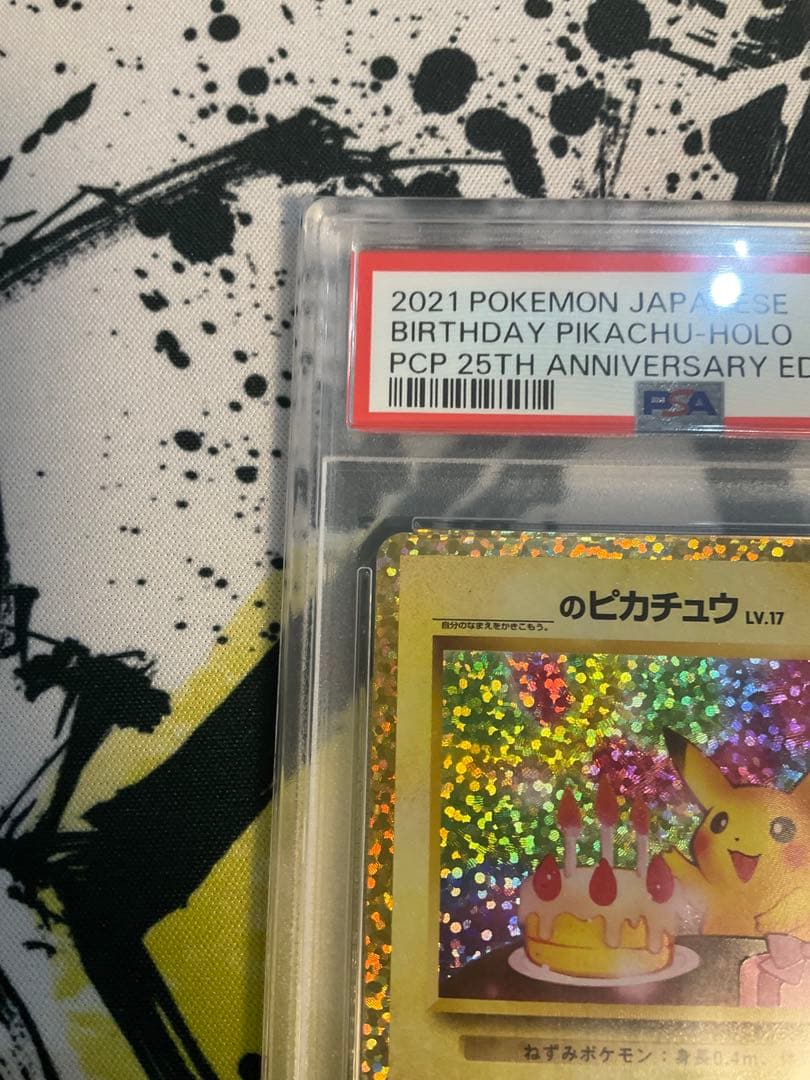 2021 POKEMON JAPANESE
BIRTHDAY PIKACHU-HOLO
PCP 25TH ANNIVERSARY ED
PSA
のピカチュウ LV.17
自分のなまえをかきこもう。
ねずみポケモン：身長0.4m、